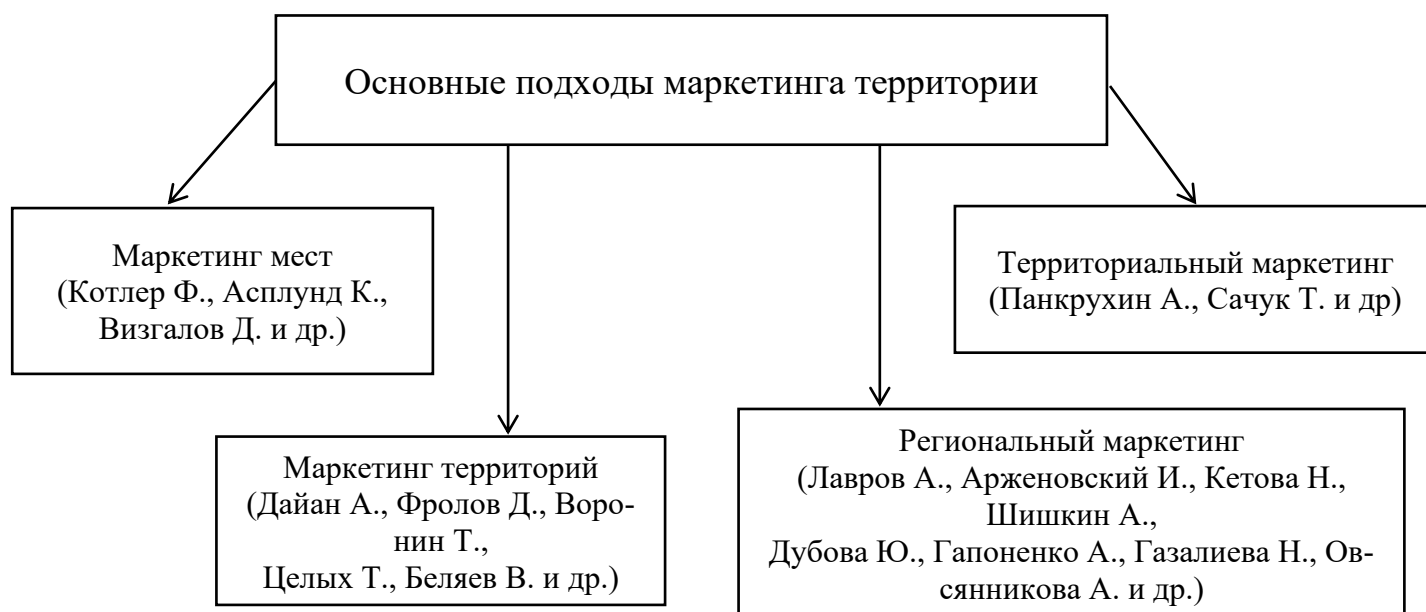 Основные подходы маркетинга территории
Маркетинг мест
(Котлер Ф., Асплунд К.,
Визгалов Д. и др.)
Территориальный маркетинг
(Панкрухин А., Сачук Т. и др)
Маркетинг территорий
(Дайан А., Фролов Д., Воро-
нин Т.,
Целых Т., Беляев В. и др.)
Региональный маркетинг
(Лавров А., Арженовский И., Кетова Н.,
Шишкин А.,
Дубова Ю., Гапоненко А., Газалиева Н., Ов-
сянникова А. и др.)